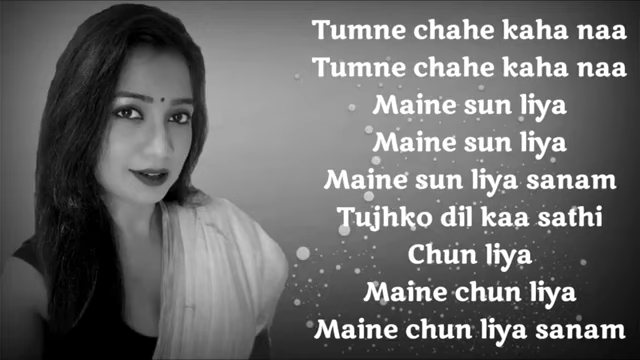 Tumne chahe kaha naa
Tumne chahe kaha naa
Maine sun liya
Maine sun liya
Maine sun liya sanam
Tujhko dil kaa sathi
Chun liya
Maine chun liya
Maine chun liya sanam